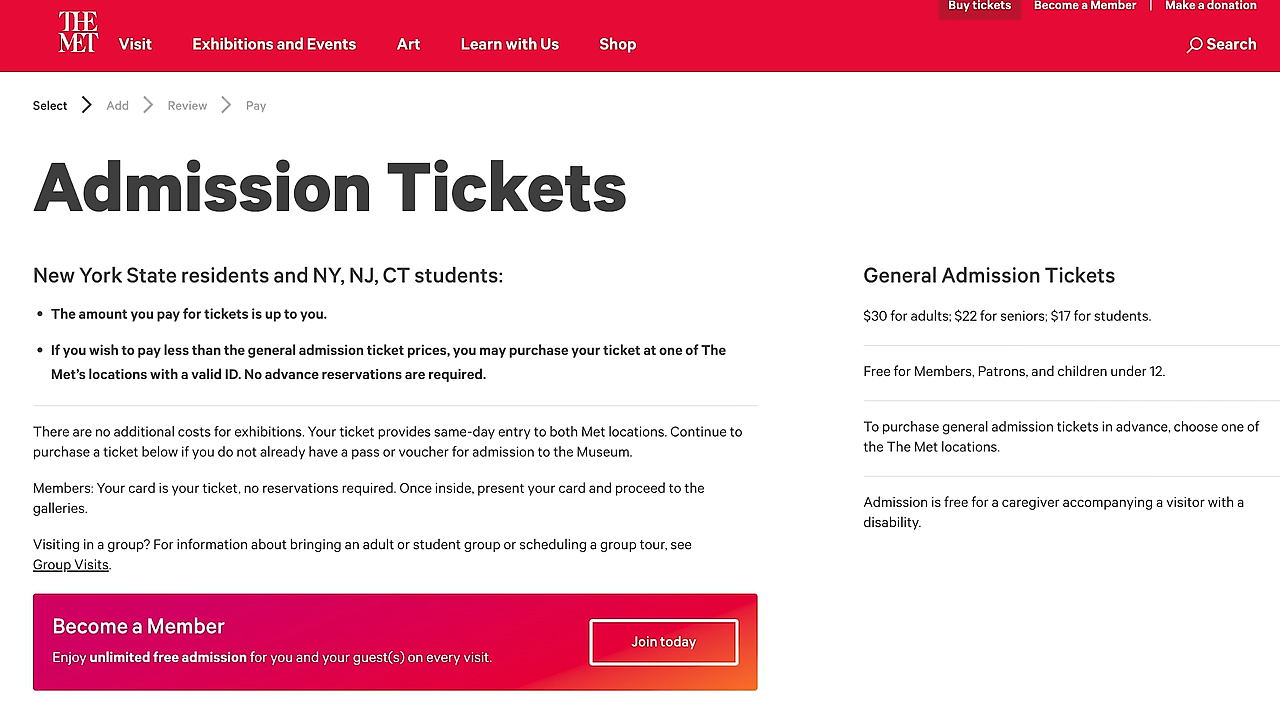 Buy tickets Become a Member | Make a donation
THE
MET
Visit Exhibitions and Events Art Learn with Us Shop Search
Select Add Review Pay
Admission Tickets
New York State residents and NY, NJ, CT students:
• The amount you pay for tickets is up to you.
• If you wish to pay less than the general admission ticket prices, you may purchase your ticket at one of The
Met’s locations with a valid ID. No advance reservations are required.
There are no additional costs for exhibitions. Your ticket provides same-day entry to both Met locations. Continue to
purchase a ticket below if you do not already have a pass or voucher for admission to the Museum.
Members: Your card is your ticket, no reservations required. Once inside, present your card and proceed to the
galleries.
Visiting in a group? For information about bringing an adult or student group or scheduling a group tour, see
Group Visits.
Become a Member
Enjoy unlimited free admission for you and your guest(s) on every visit.
Join today
General Admission Tickets
$30 for adults; $22 for seniors; $17 for students.
Free for Members, Patrons, and children under 12.
To purchase general admission tickets in advance, choose one of
the The Met locations.
Admission is free for a caregiver accompanying a visitor with a
disability.